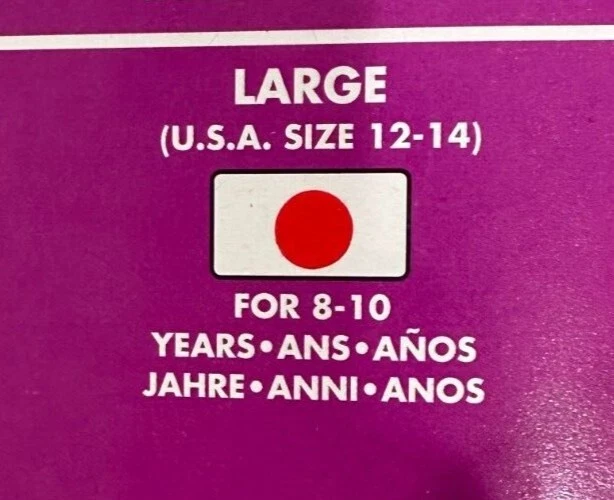 LARGE
(U.S.A. SIZE 12-14)
FOR 8-10
YEARS•ANS•AÑOS
JAHRE•ANNI•ANOS